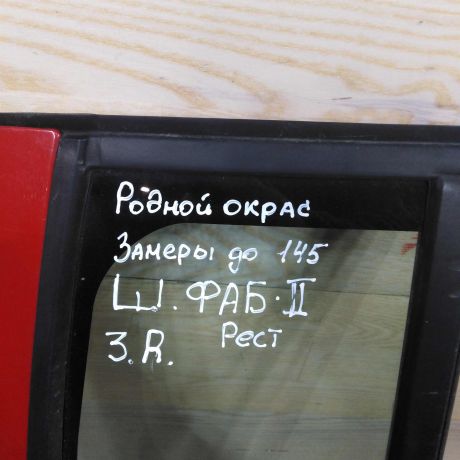 Родной окрас
Замеры до 145
Ш. ФАБ. II
З.R. Рест